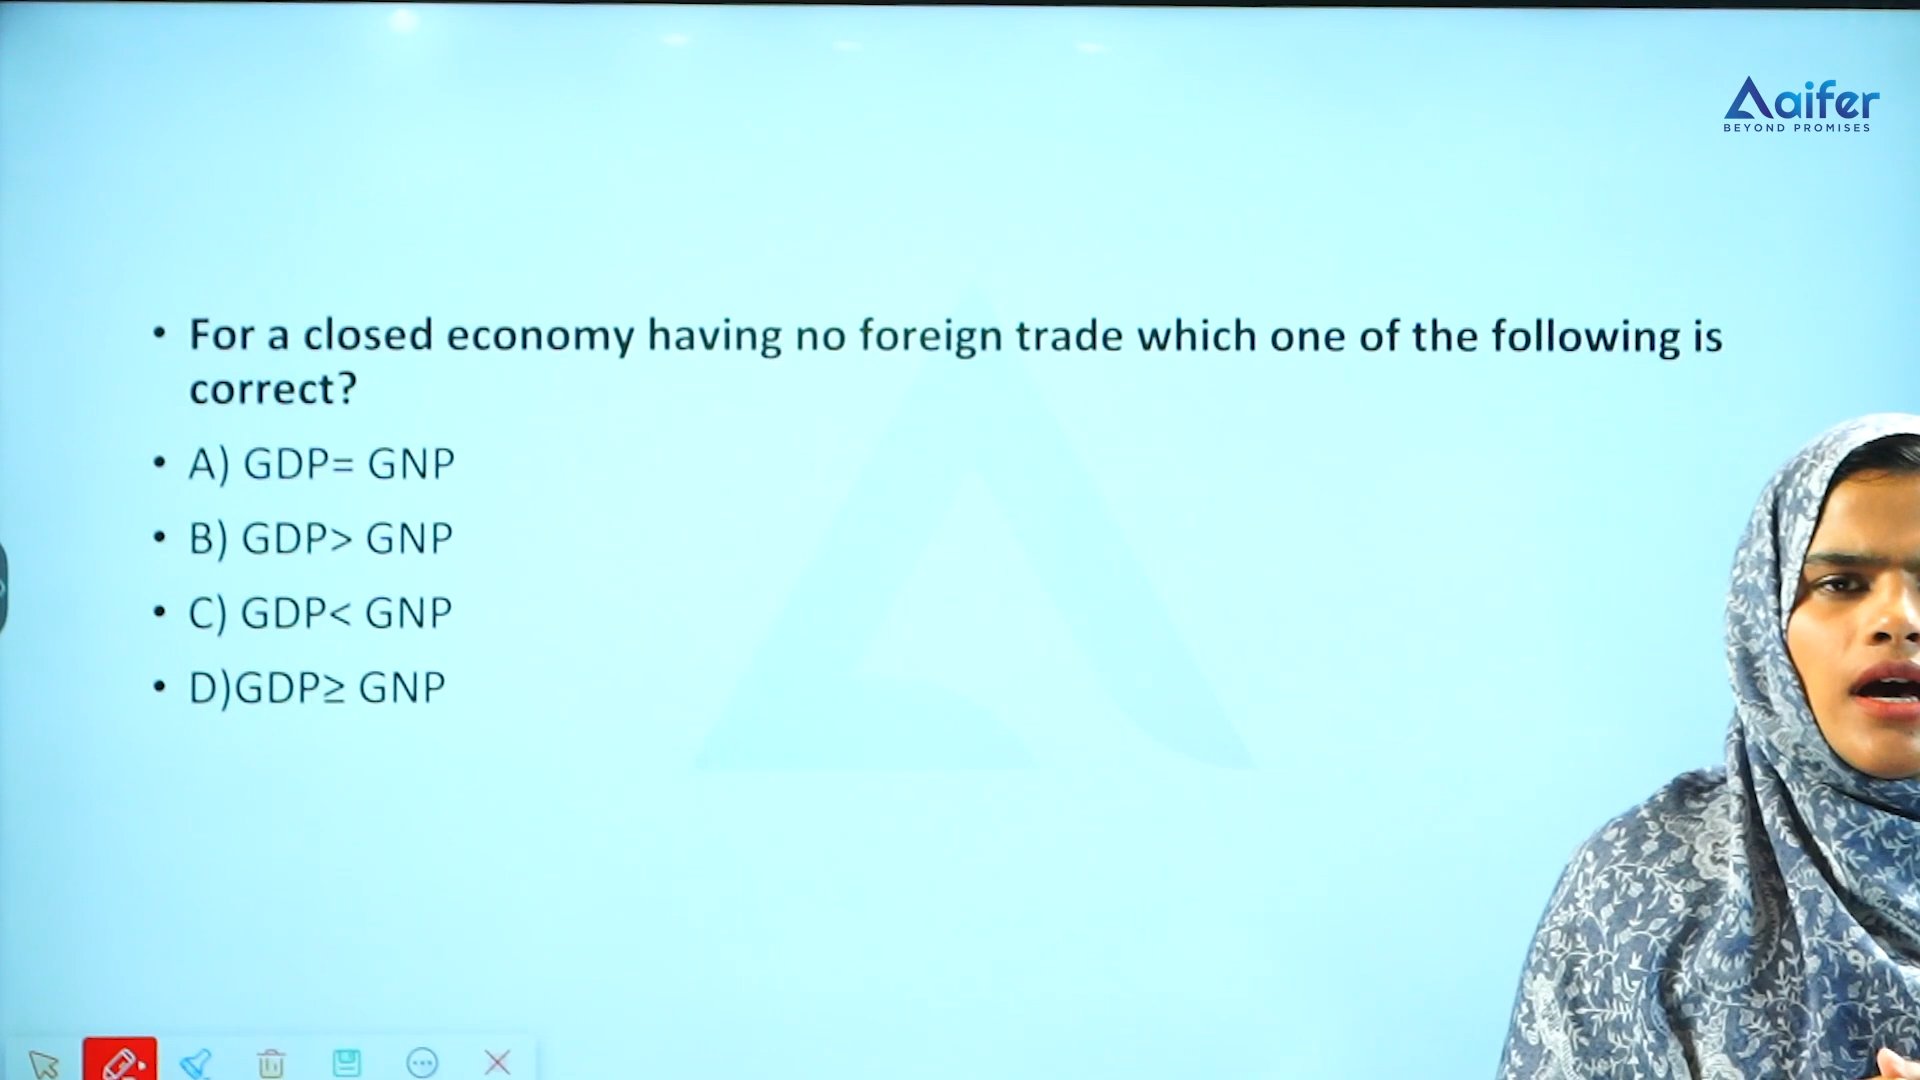 aifer
BEYOND PROMISES
• For a closed economy having no foreign trade which one of the following is
correct?
• A) GDP= GNP
• B) GDP> GNP
• C) GDP< GNP
• D)GDP≥ GNP